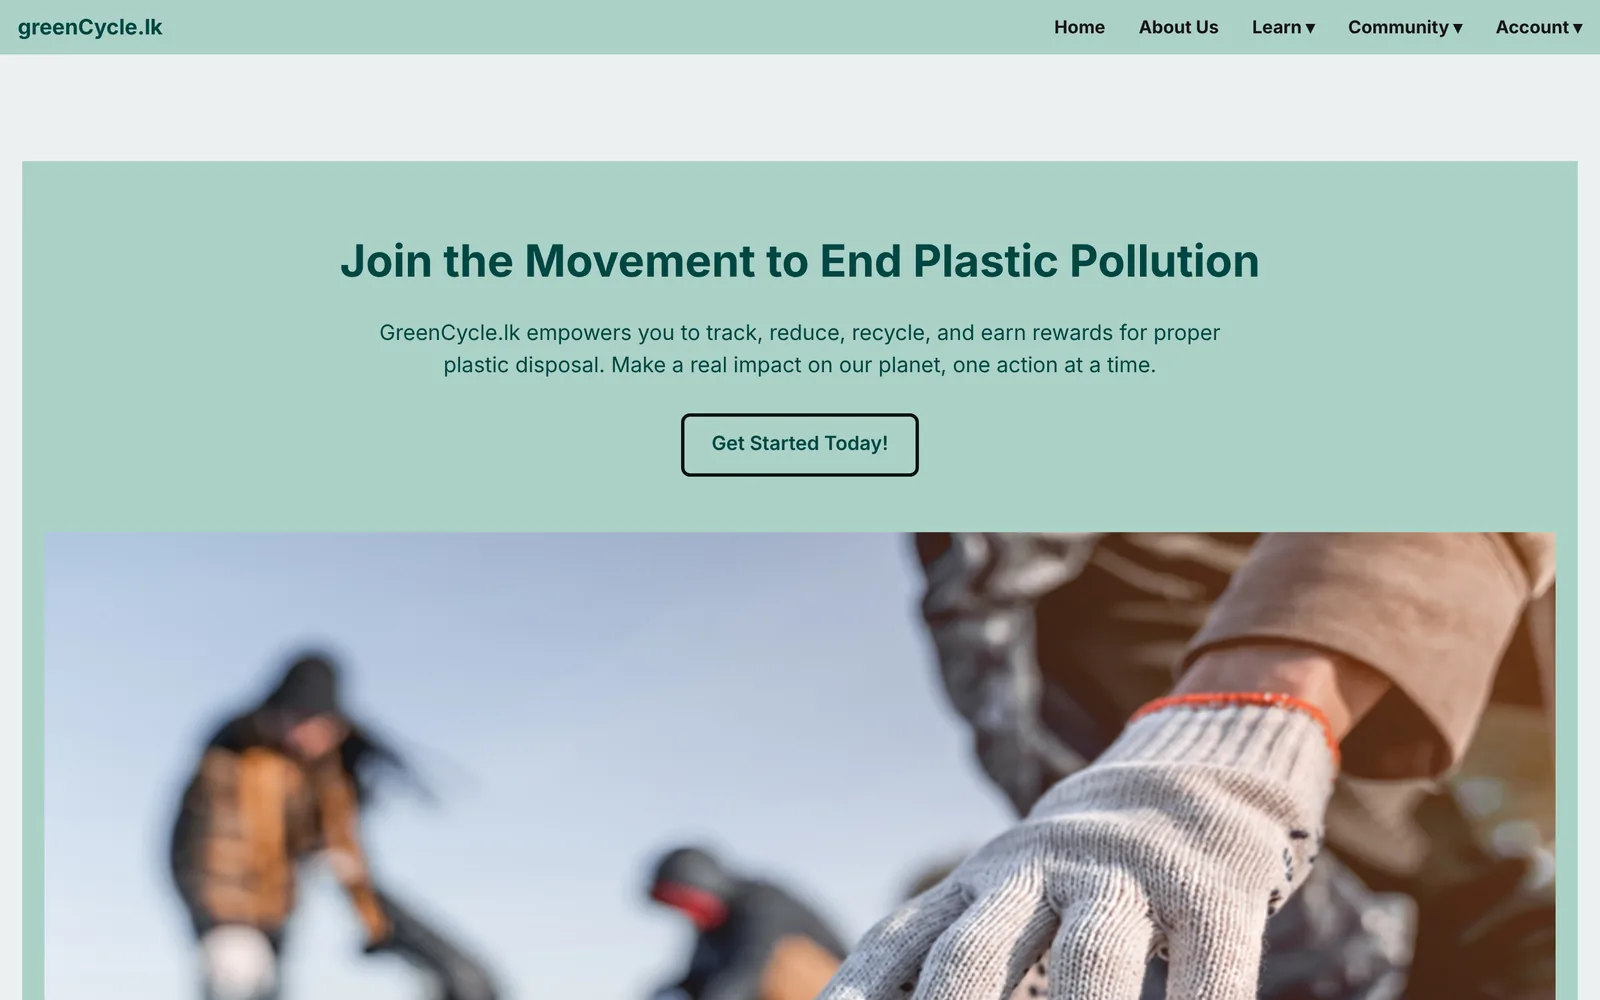 greenCycle.lk
Home About Us Learn ▾ Community ▾ Account ▾
Join the Movement to End Plastic Pollution
GreenCycle.lk empowers you to track, reduce, recycle, and earn rewards for proper
plastic disposal. Make a real impact on our planet, one action at a time.
Get Started Today!